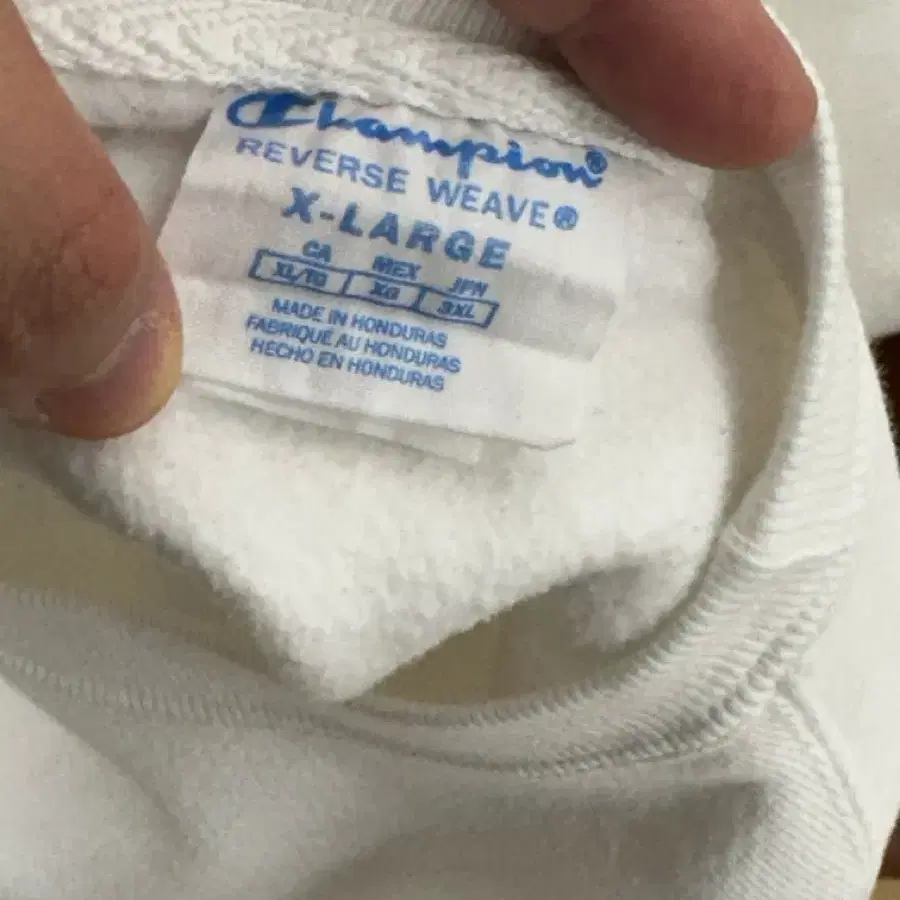 Champion®
REVERSE WEAVE®
X-LARGE
CA MEX JPN
XL/TG XG 3XL
MADE IN HONDURAS
FABRIQUÉ AU HONDURAS
HECHO EN HONDURAS